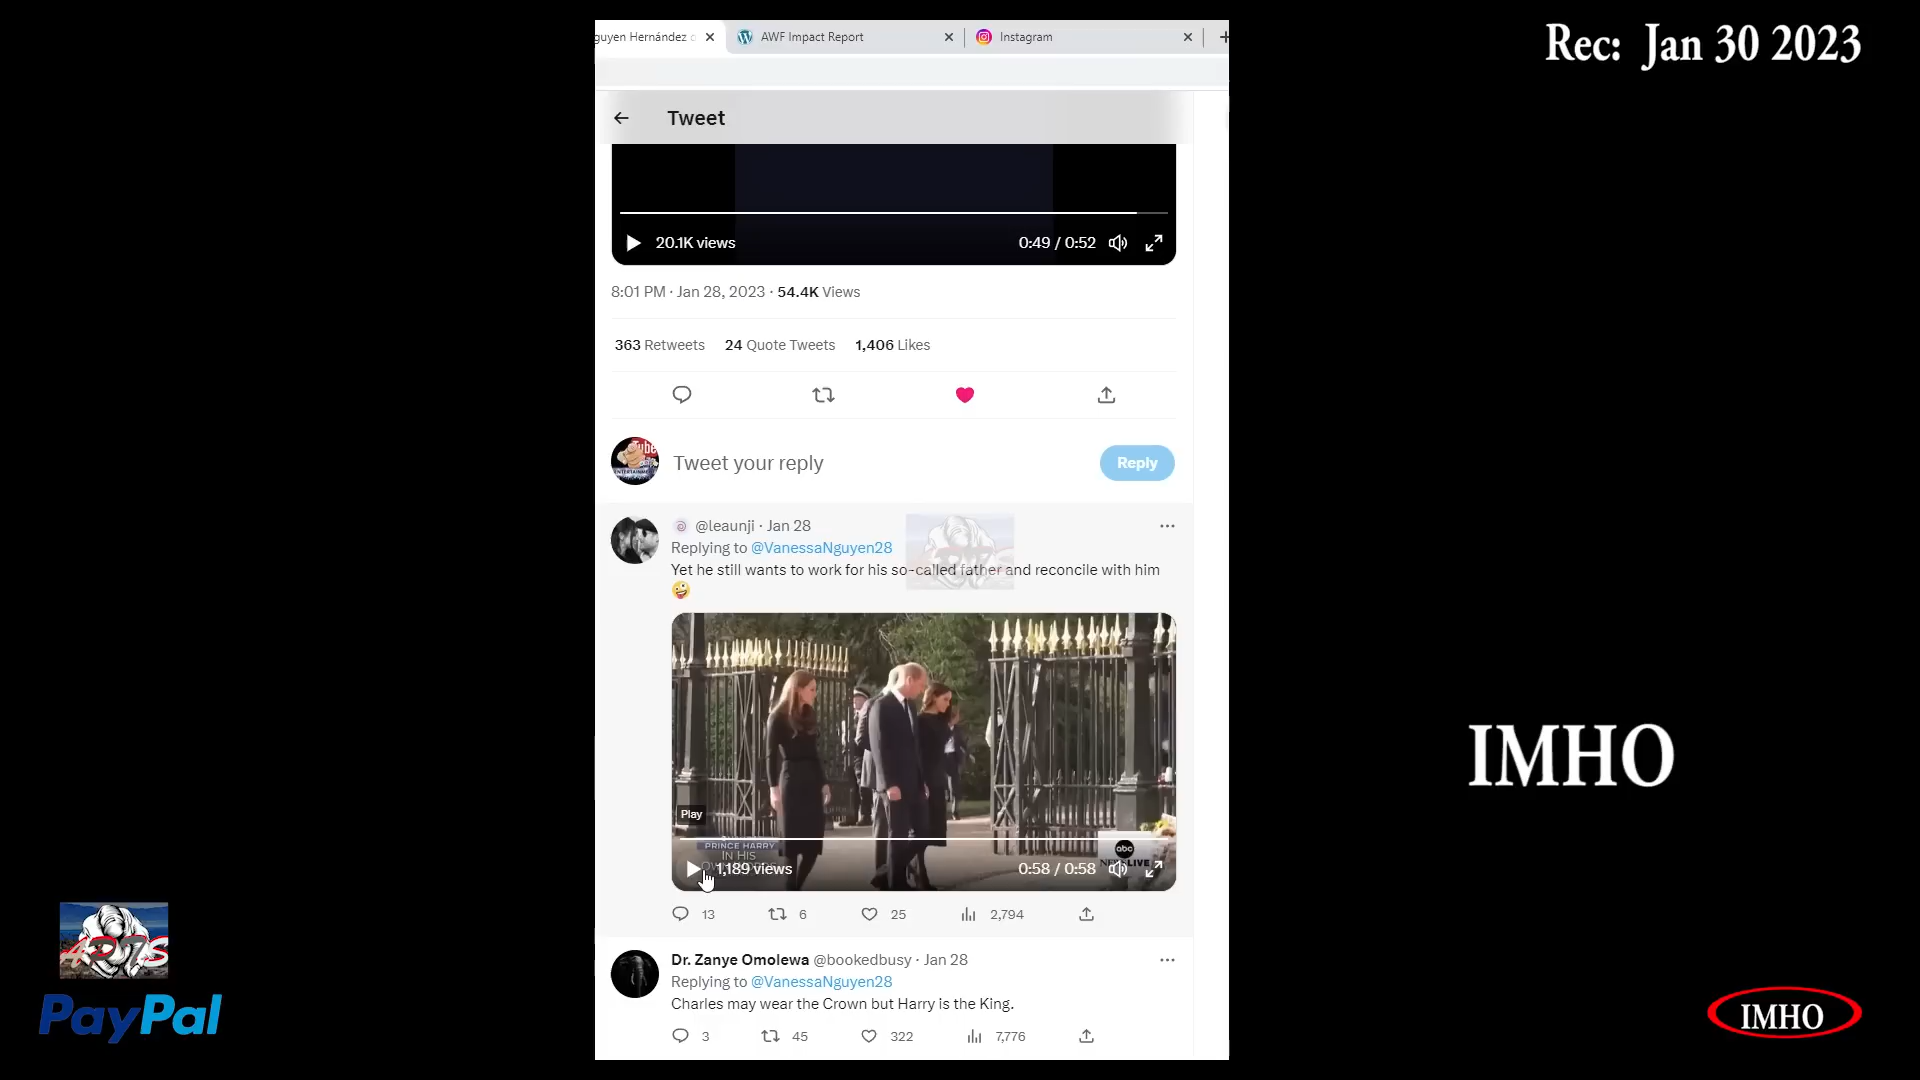 Rec: Jan 30 2023
guyen Hernández
AWF Impact Report
Instagram
Tweet
20.1K views
0:49 / 0:52
8:01 PM · Jan 28, 2023 · 54.4K Views
363 Retweets 24 Quote Tweets 1,406 Likes
Tweet your reply
Reply
@leaunji · Jan 28
Replying to @VanessaNguyen28
Yet he still wants to work for his so-called father and reconcile with him
Play
PRINCE HARRY
IN HIS
abc
LIVE
1,189 views
0:58 / 0:58
13 6 25 2,794
Dr. Zanye Omolewa @bookedbusy · Jan 28
Replying to @VanessaNguyen28
Charles may wear the Crown but Harry is the King.
3 45 322 7,776
IMHO
PayPal
IMHO